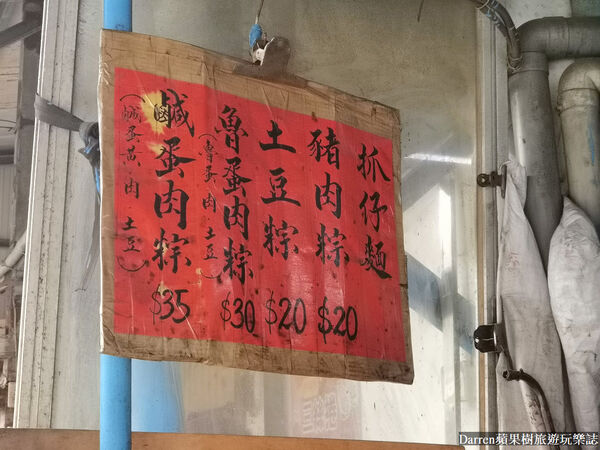 抓仔麵
豬肉粽 $20
土豆粽 $20
魯蛋肉粽 $30
(魯蛋.肉.土豆)
鹹蛋肉粽 $35
(鹹蛋黃.肉.土豆)
Darren蘋果樹旅遊玩樂誌